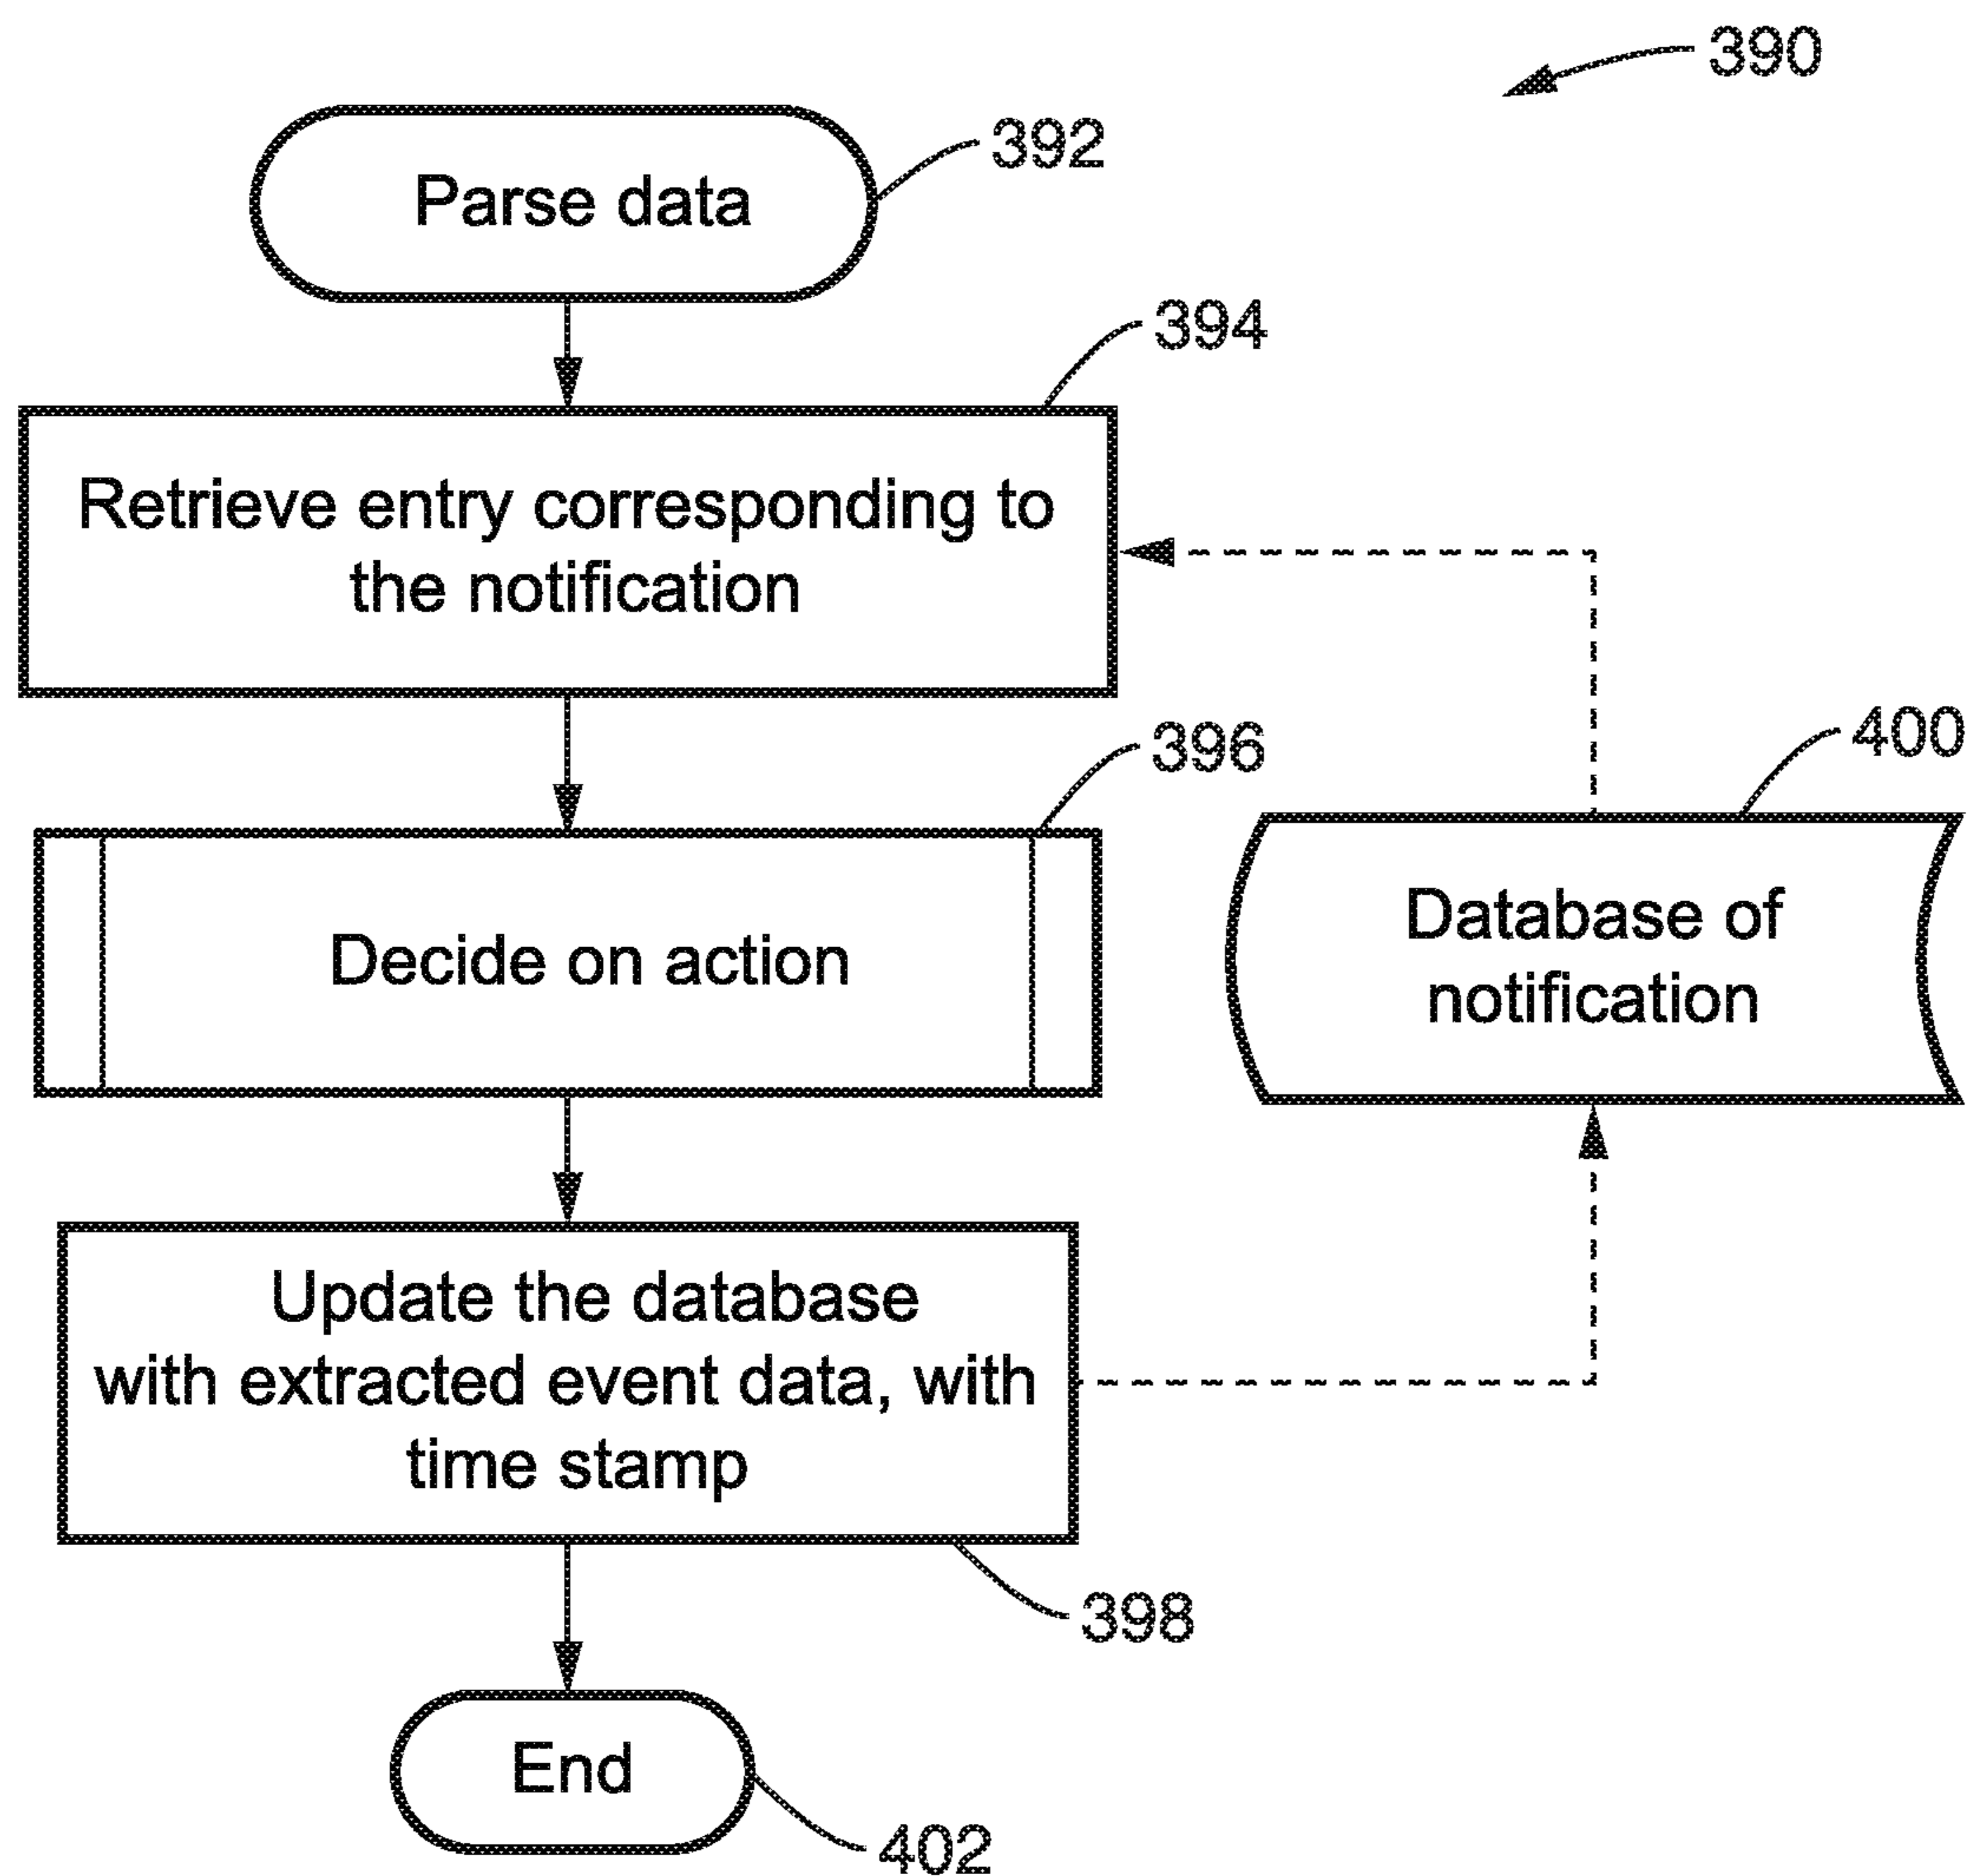 390
392
Parse data
394
Retrieve entry corresponding to
the notification
396
Decide on action
400
Database of
notification
Update the database
with extracted event data, with
time stamp
398
End
402